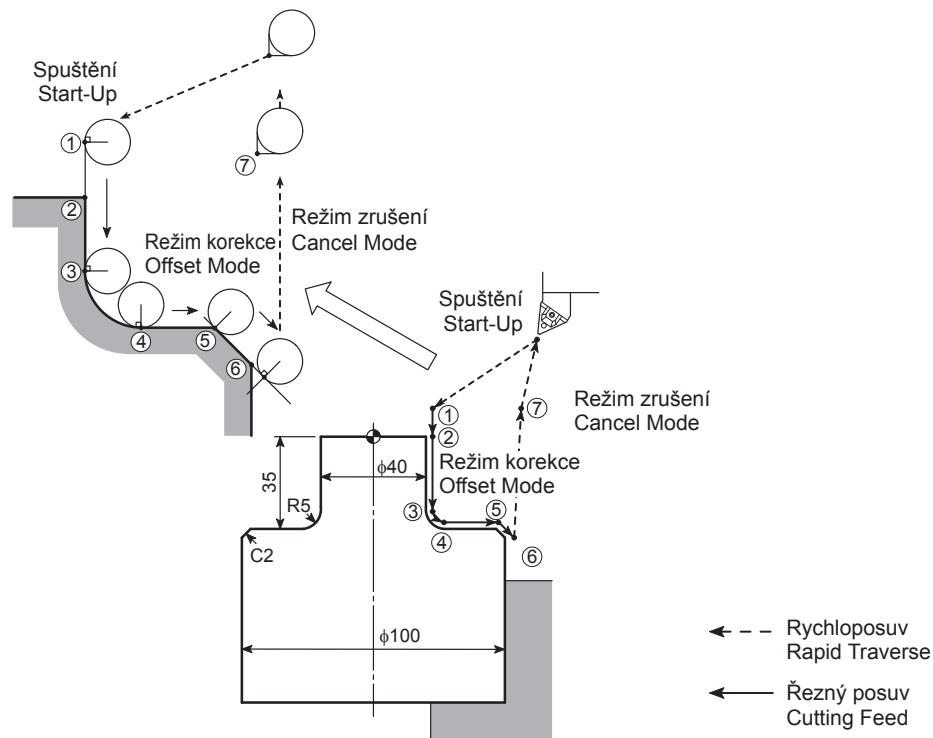 Spuštění
Start-Up
①
⑦
②
Režim zrušení
Cancel Mode
Režim korekce
Offset Mode
③
④
⑤
⑥
Spuštění
Start-Up
①
⑦
Režim zrušení
Cancel Mode
②
Režim korekce
Offset Mode
35
ϕ40
R5
③
④
⑤
⑥
C2
ϕ100
Rychloposuv
Rapid Traverse
Řezný posuv
Cutting Feed